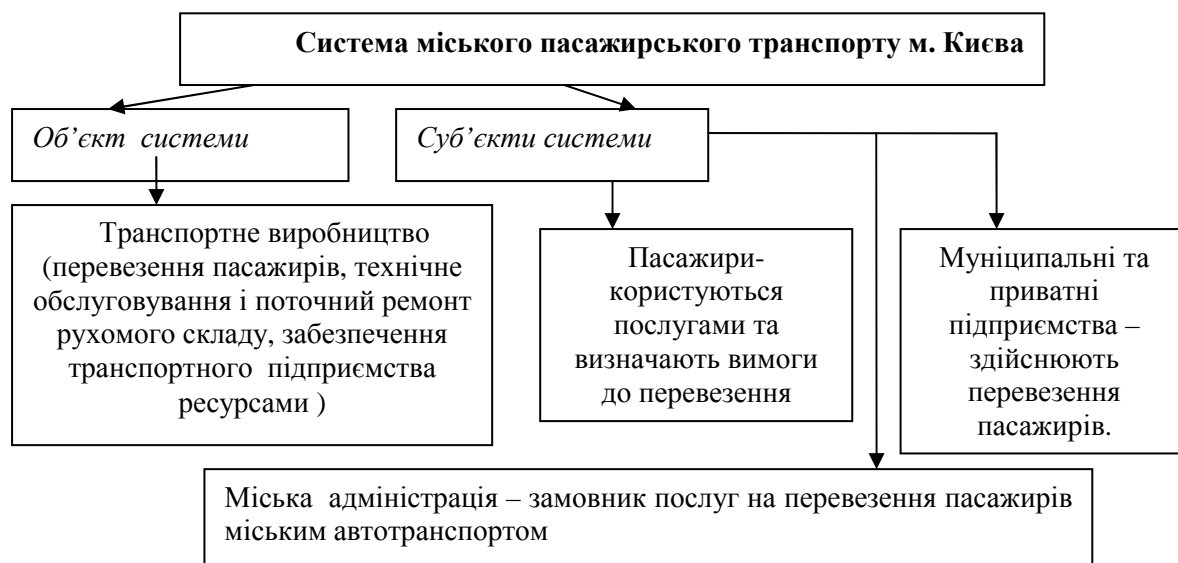 Система міського пасажирського транспорту м. Києва
Об’єкт системи
Суб’єкти системи
Транспортне виробництво
(перевезення пасажирів, технічне
обслуговування і поточний ремонт
рухомого складу, забезпечення
транспортного підприємства
ресурсами )
Пасажири-
користуються
послугами та
визначають вимоги
до перевезення
Муніципальні та
приватні
підприємства –
здійснюють
перевезення
пасажирів.
Міська адміністрація – замовник послуг на перевезення пасажирів
міським автотранспортом